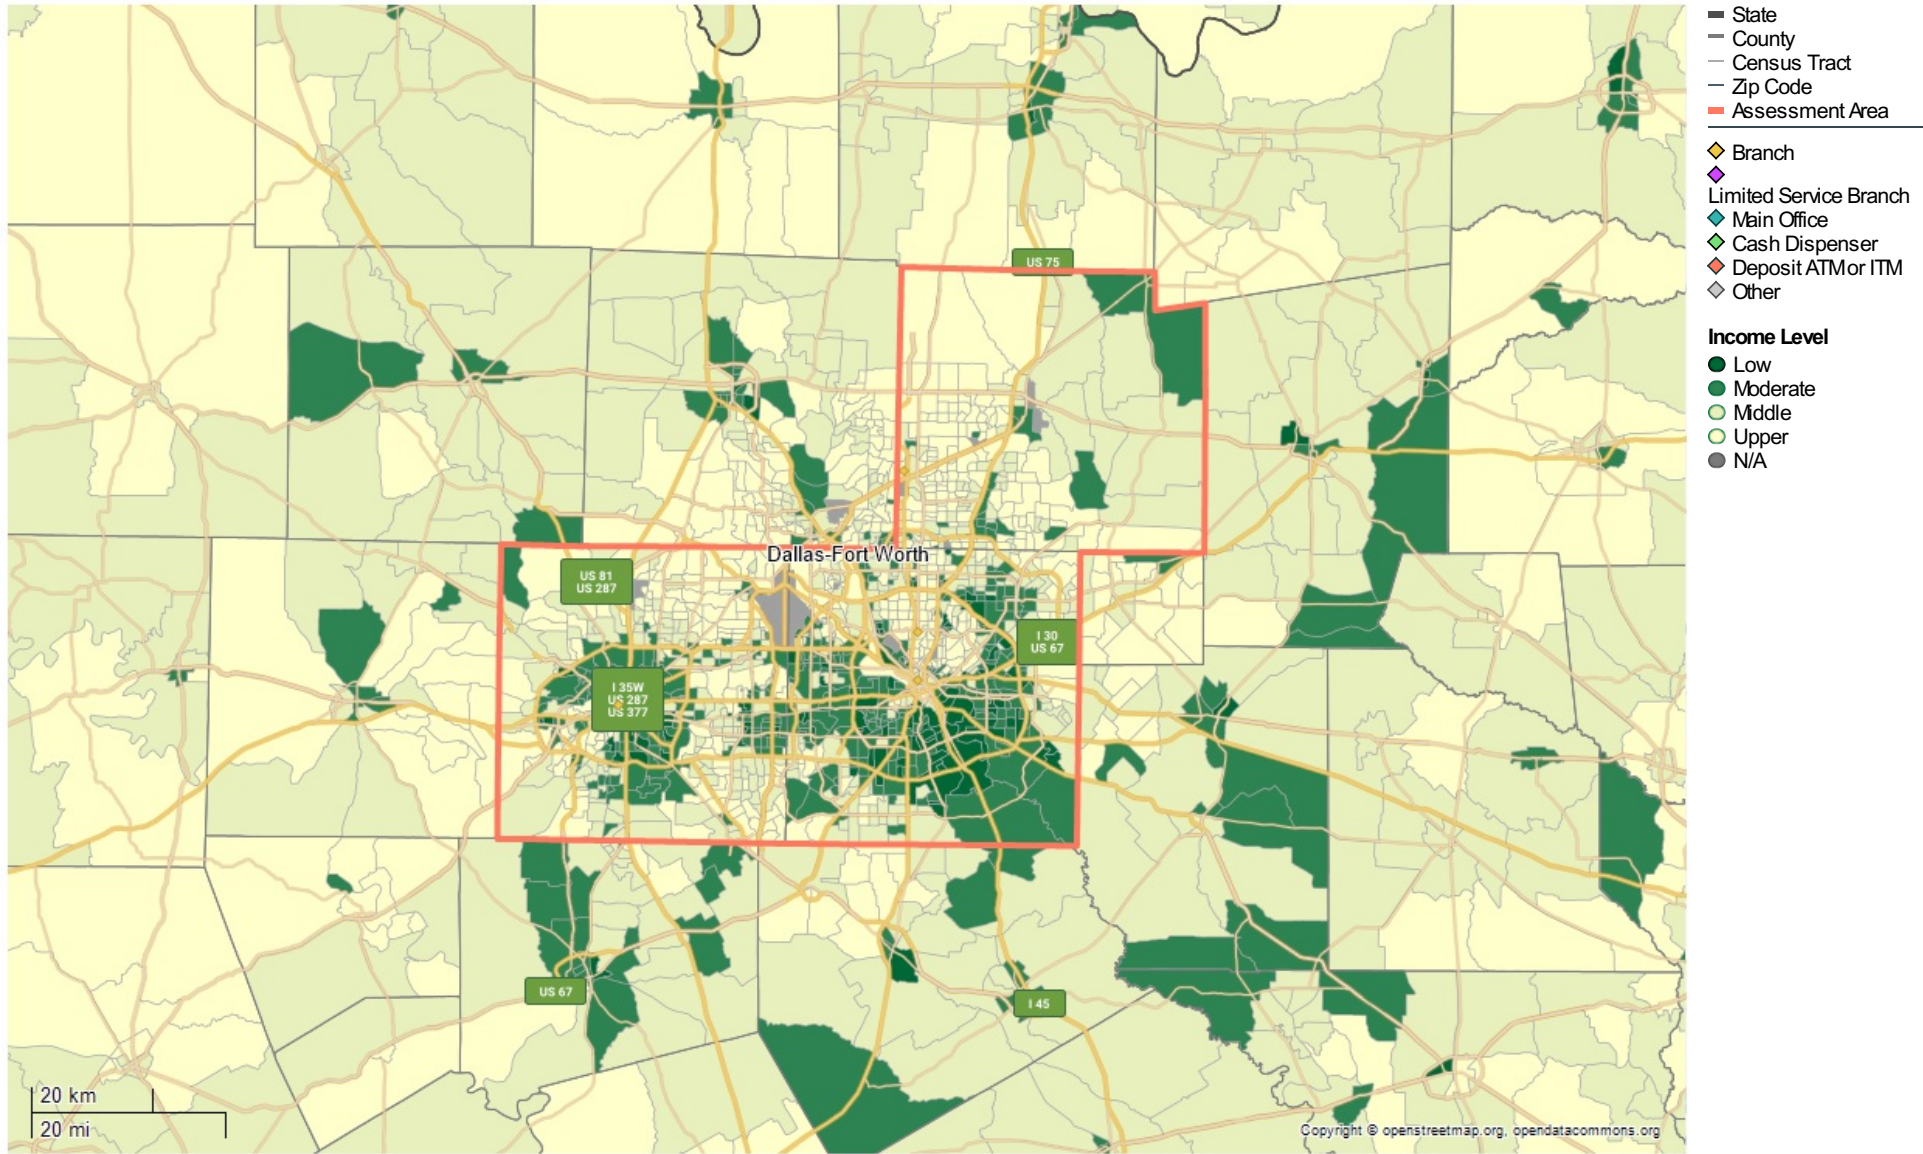 State
County
Census Tract
Zip Code
Assessment Area
Branch
Limited Service Branch
Main Office
Cash Dispenser
Deposit ATM or ITM
Other
Income Level
Low
Moderate
Middle
Upper
N/A
US 75
Dallas-Fort Worth
US 81
US 287
I 30
US 67
I 35W
US 287
US 377
US 67
I 45
20 km
20 mi
Copyright © openstreetmap.org, opendatacommons.org